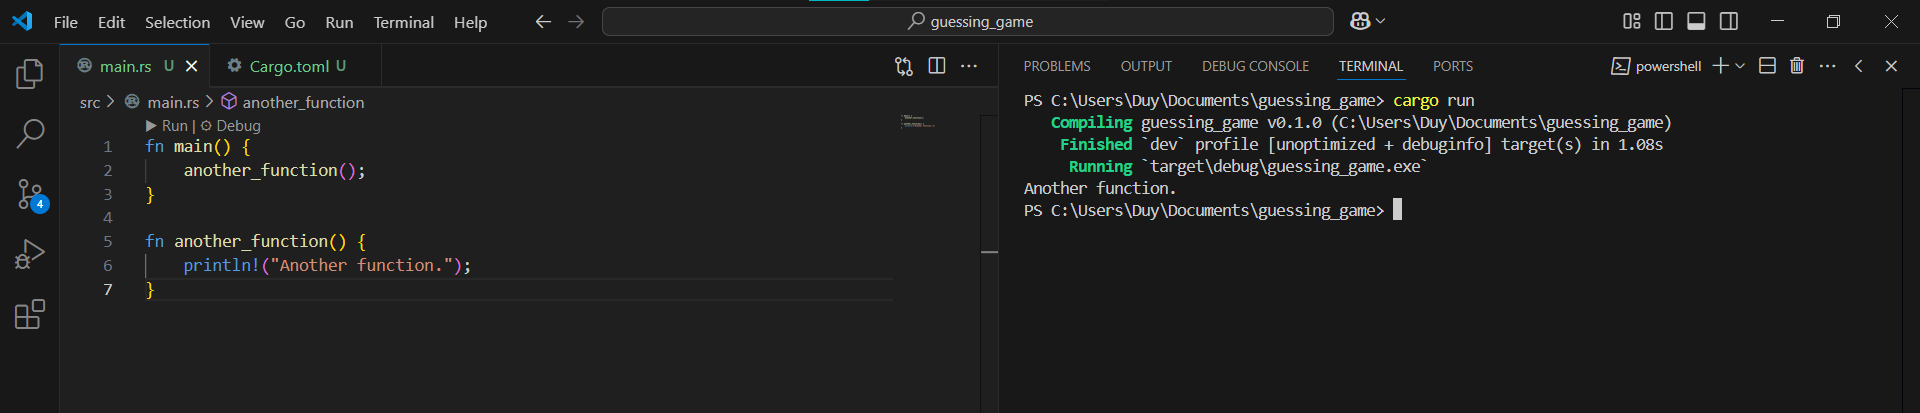 File Edit Selection View Go Run Terminal Help
guessing_game
main.rs U
Cargo.toml U
src > main.rs > another_function
Run | Debug
1 fn main() {
2     another_function();
3 }
4
5 fn another_function() {
6     println!("Another function.");
7 }
4
PROBLEMS OUTPUT DEBUG CONSOLE TERMINAL PORTS
powershell
PS C:\Users\Duy\Documents\guessing_game> cargo run
   Compiling guessing_game v0.1.0 (C:\Users\Duy\Documents\guessing_game)
    Finished `dev` profile [unoptimized + debuginfo] target(s) in 1.08s
     Running `target\debug\guessing_game.exe`
Another function.
PS C:\Users\Duy\Documents\guessing_game>